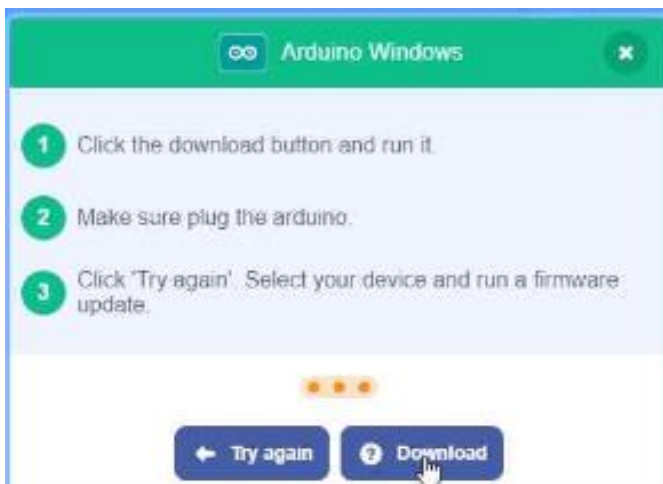 Arduino Windows
1 Click the download button and run it.
2 Make sure plug the arduino.
3 Click 'Try again'. Select your device and run a firmware
update.
Try again
Download